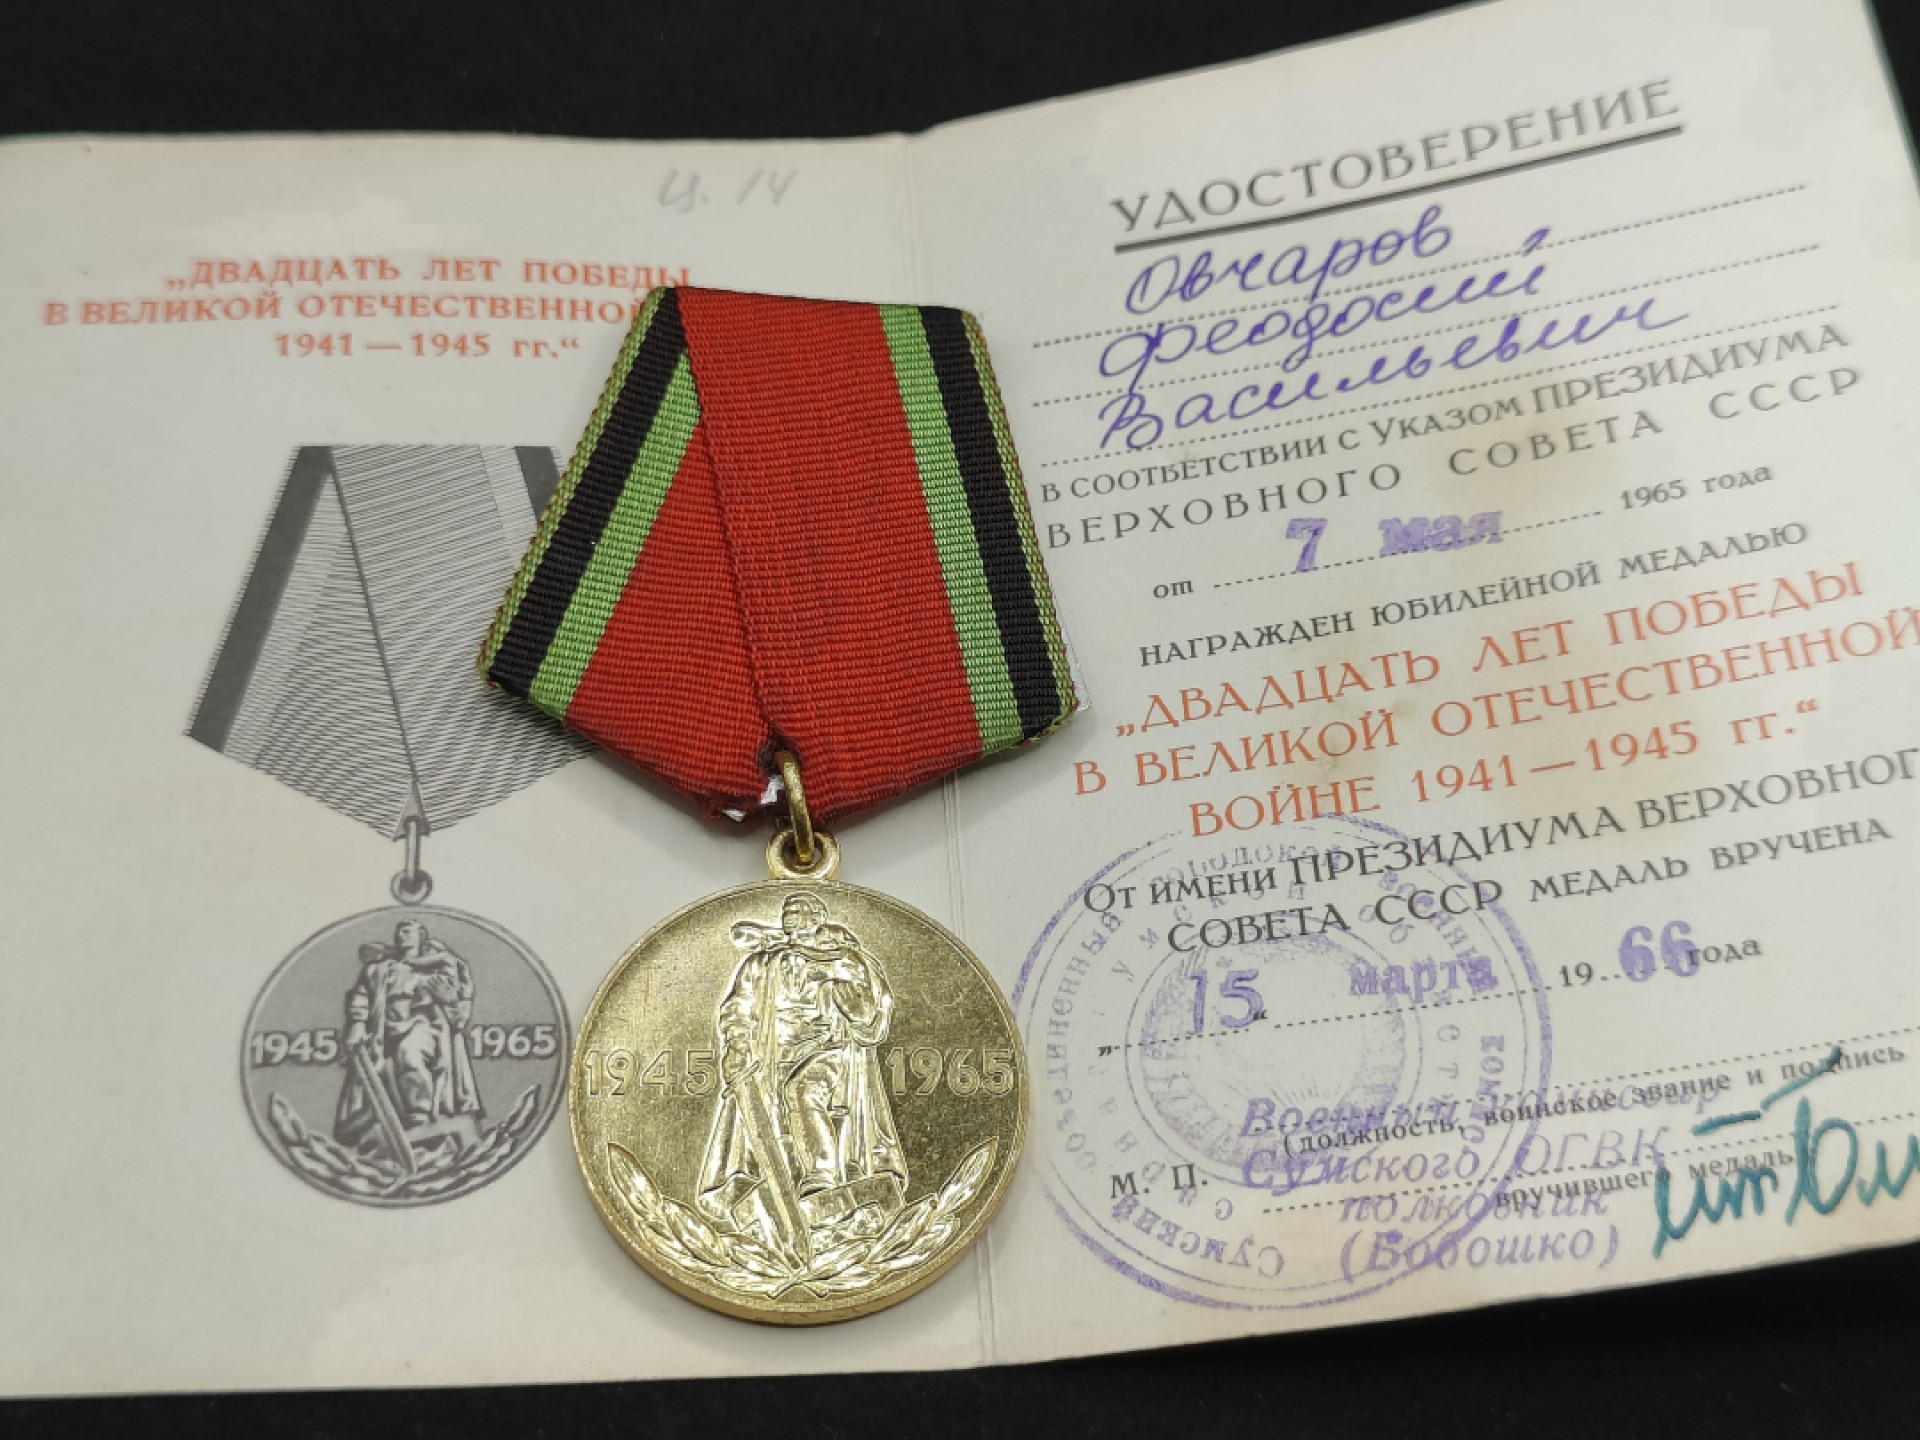 Ц. 14
„ДВАДЦАТЬ ЛЕТ ПОБЕДЫ
В ВЕЛИКОЙ ОТЕЧЕСТВЕННОЙ
1941 — 1945 гг.“
1945 1965
1945 1965
УДОСТОВЕРЕНИЕ
Овчаров
Феодосий
Васильевич
В СООТВЕТСТВИИ С УКАЗОМ ПРЕЗИДИУМА
ВЕРХОВНОГО СОВЕТА СССР
от 7 мая 1965 года
НАГРАЖДЕН ЮБИЛЕЙНОЙ МЕДАЛЬЮ
„ДВАДЦАТЬ ЛЕТ ПОБЕДЫ
В ВЕЛИКОЙ ОТЕЧЕСТВЕННОЙ
ВОЙНЕ 1941—1945 гг.“
ОТ ИМЕНИ ПРЕЗИДИУМА ВЕРХОВНОГ
СОВЕТА СССР МЕДАЛЬ ВРУЧЕНА
„15“ марта 1966 года
Военный комиссар
(должность, воинское звание и подпись
Сумского ОГВК
М. П.
вручившего медаль)
полковник
(Бобошко)